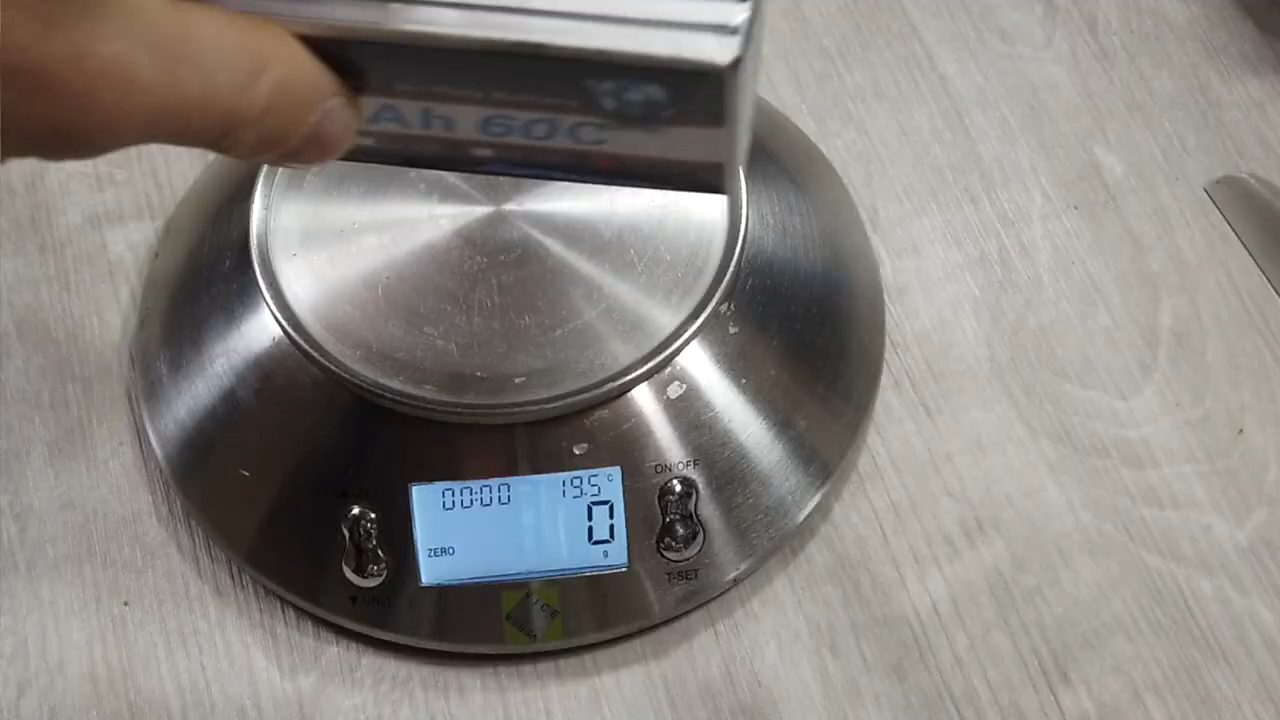 Ah 60C
ON/OFF
00:00 19.5 °C
0
ZERO
g
T-SET
▼ UNIT